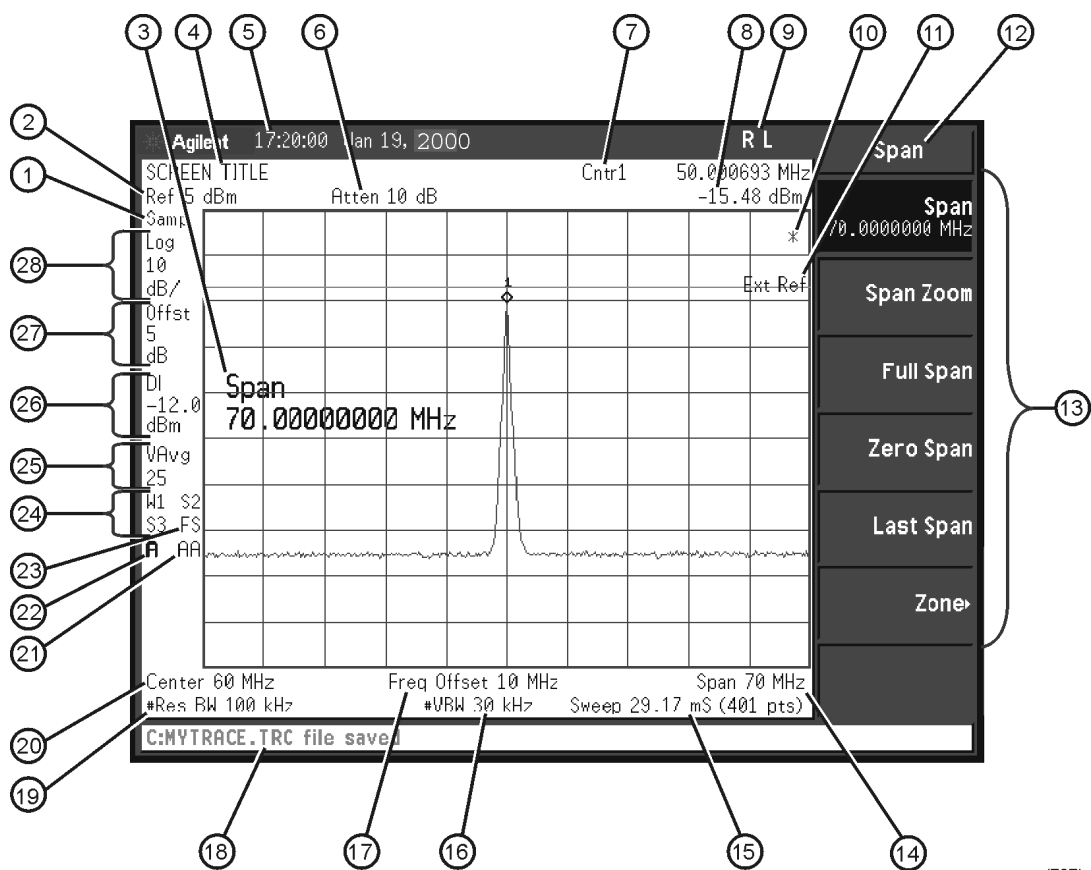 3 4 5 6 7 8 9 10 11 12
2
1
28
27
26
25
24
23
22
21
20
19
18 17 16 15 14
13
Agilent 17:20:00 Jan 19, 2000 R L
SCREEN TITLE Cntr1 50.000693 MHz
Ref 5 dBm Atten 10 dB -15.48 dBm
Samp
Log
10
dB/
Offst
5
dB
Dl
-12.0
dBm
VAvg
25
W1 S2
S3 FS
A AA
*
1
Ext Ref
Span
70.00000000 MHz
Center 60 MHz Freq Offset 10 MHz Span 70 MHz
#Res BW 100 kHz #VBW 30 kHz Sweep 29.17 mS (401 pts)
C:MYTRACE.TRC file saved
Span
Span
70.0000000 MHz
Span Zoom
Full Span
Zero Span
Last Span
Zone▸